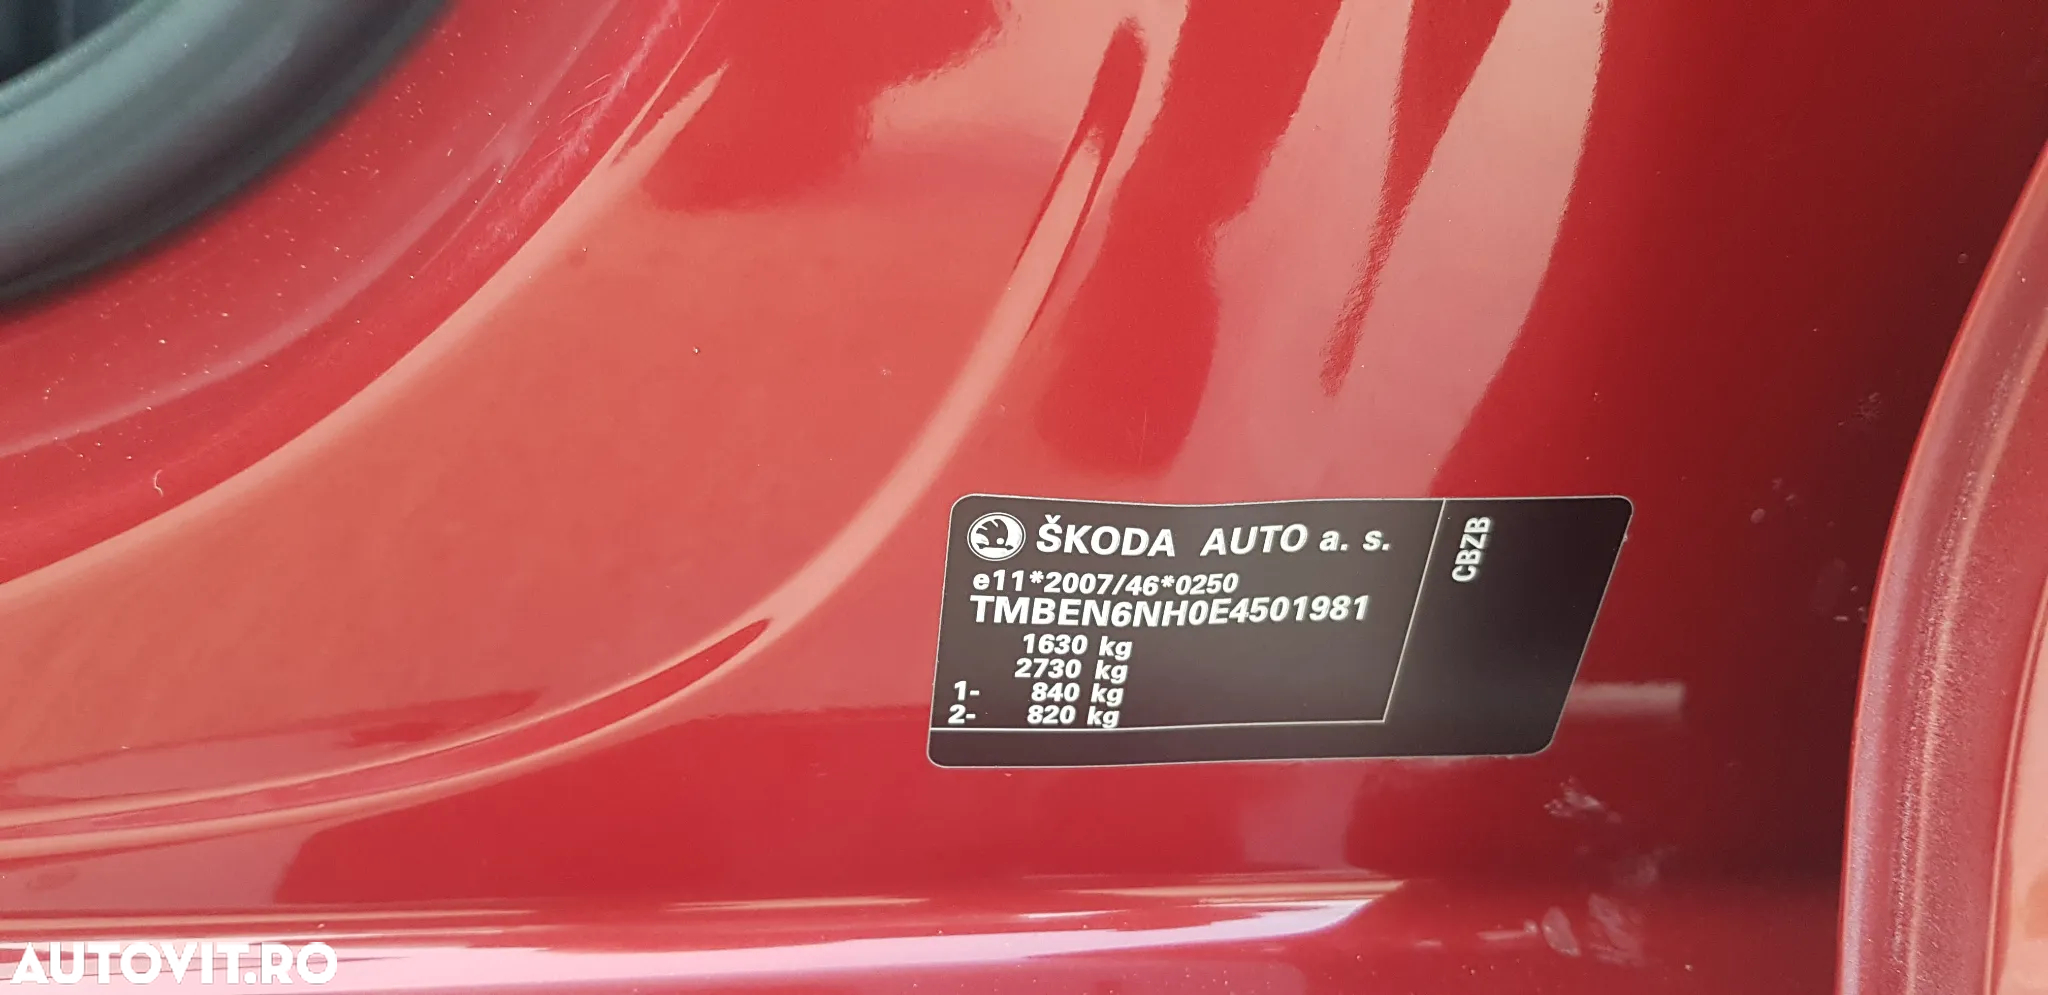 ŠKODA AUTO a. s.
e11*2007/46*0250
TMBEN6NH0E4501981
1630 kg
2730 kg
1- 840 kg
2- 820 kg
CBZB
AUTOVIT.RO